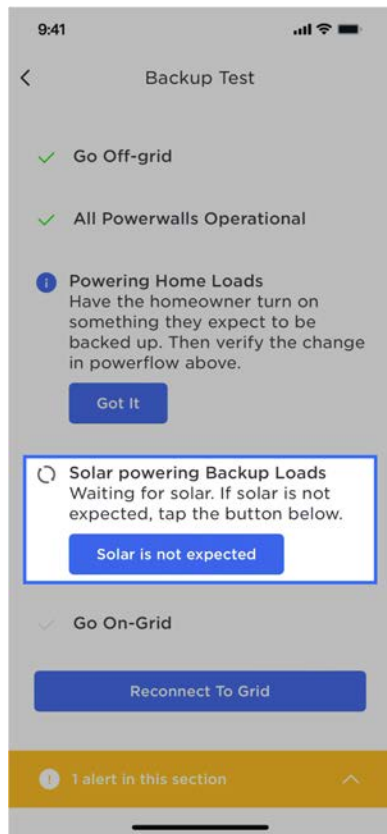 9:41
Backup Test
Go Off-grid
All Powerwalls Operational
Powering Home Loads
Have the homeowner turn on
something they expect to be
backed up. Then verify the change
in powerflow above.
Got It
Solar powering Backup Loads
Waiting for solar. If solar is not
expected, tap the button below.
Solar is not expected
Go On-Grid
Reconnect To Grid
1 alert in this section